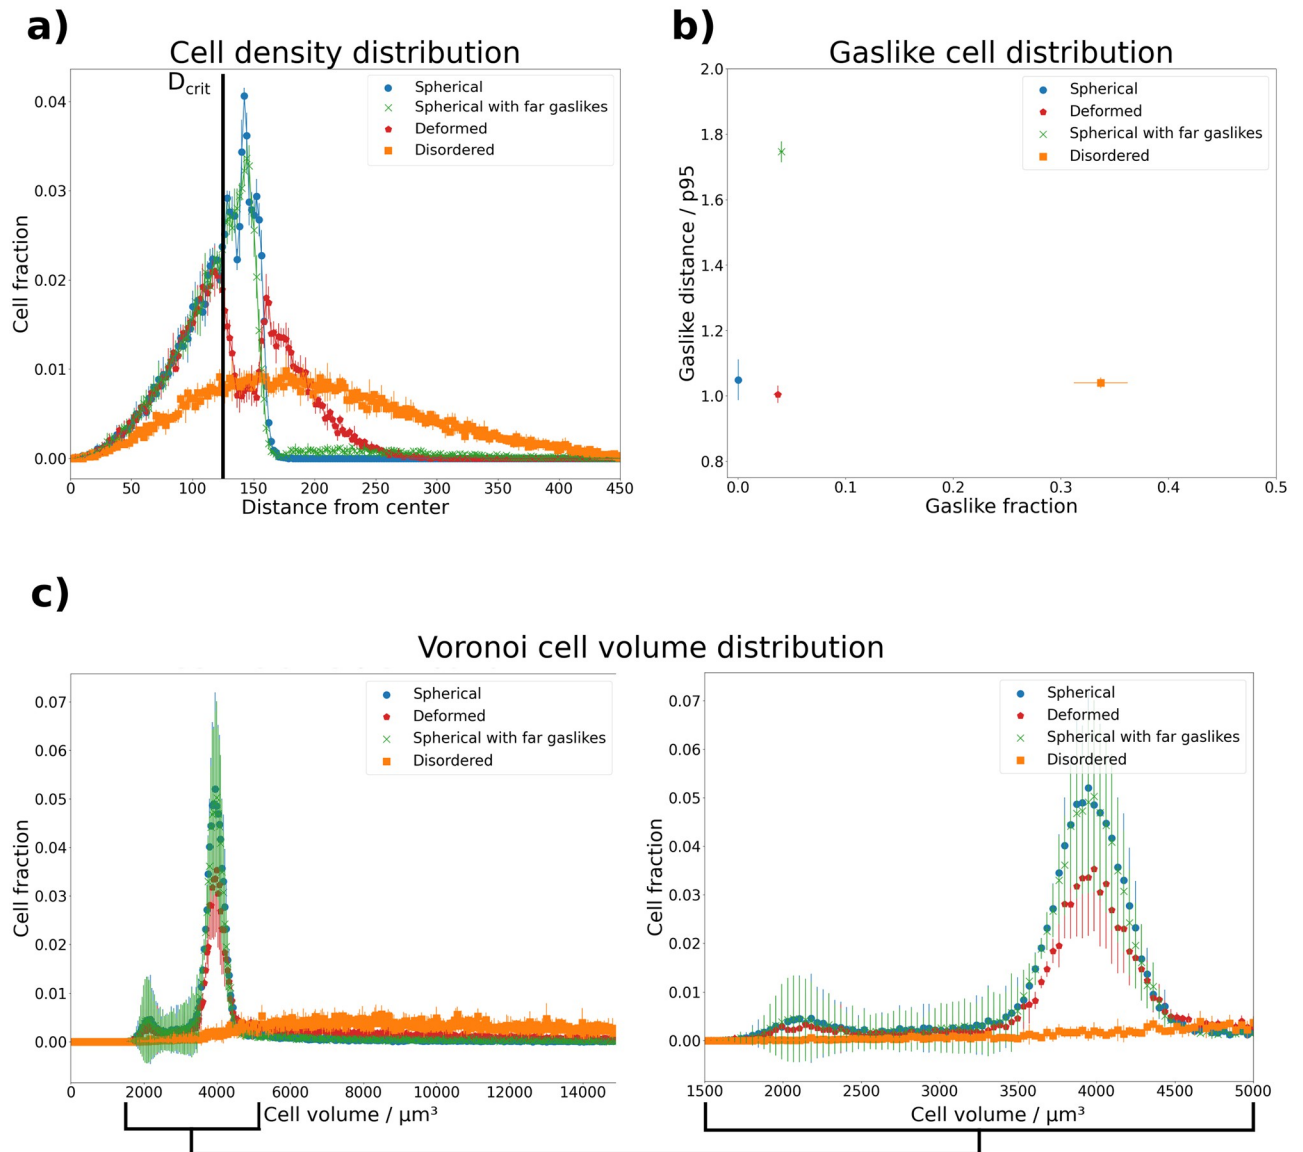 a)
Cell density distribution
D_crit
Spherical
Spherical with far gaslikes
Deformed
Disordered
Cell fraction
0.04
0.03
0.02
0.01
0.00
0 50 100 150 200 250 300 350 400 450
Distance from center
b)
Gaslike cell distribution
Spherical
Deformed
Spherical with far gaslikes
Disordered
Gaslike distance / p95
2.0
1.8
1.6
1.4
1.2
1.0
0.8
0.0 0.1 0.2 0.3 0.4 0.5
Gaslike fraction
c)
Voronoi cell volume distribution
Spherical
Deformed
Spherical with far gaslikes
Disordered
Cell fraction
0.07
0.06
0.05
0.04
0.03
0.02
0.01
0.00
0 2000 4000 6000 8000 10000 12000 14000
Cell volume / μm³
Spherical
Deformed
Spherical with far gaslikes
Disordered
Cell fraction
0.07
0.06
0.05
0.04
0.03
0.02
0.01
0.00
1500 2000 2500 3000 3500 4000 4500 5000
Cell volume / μm³